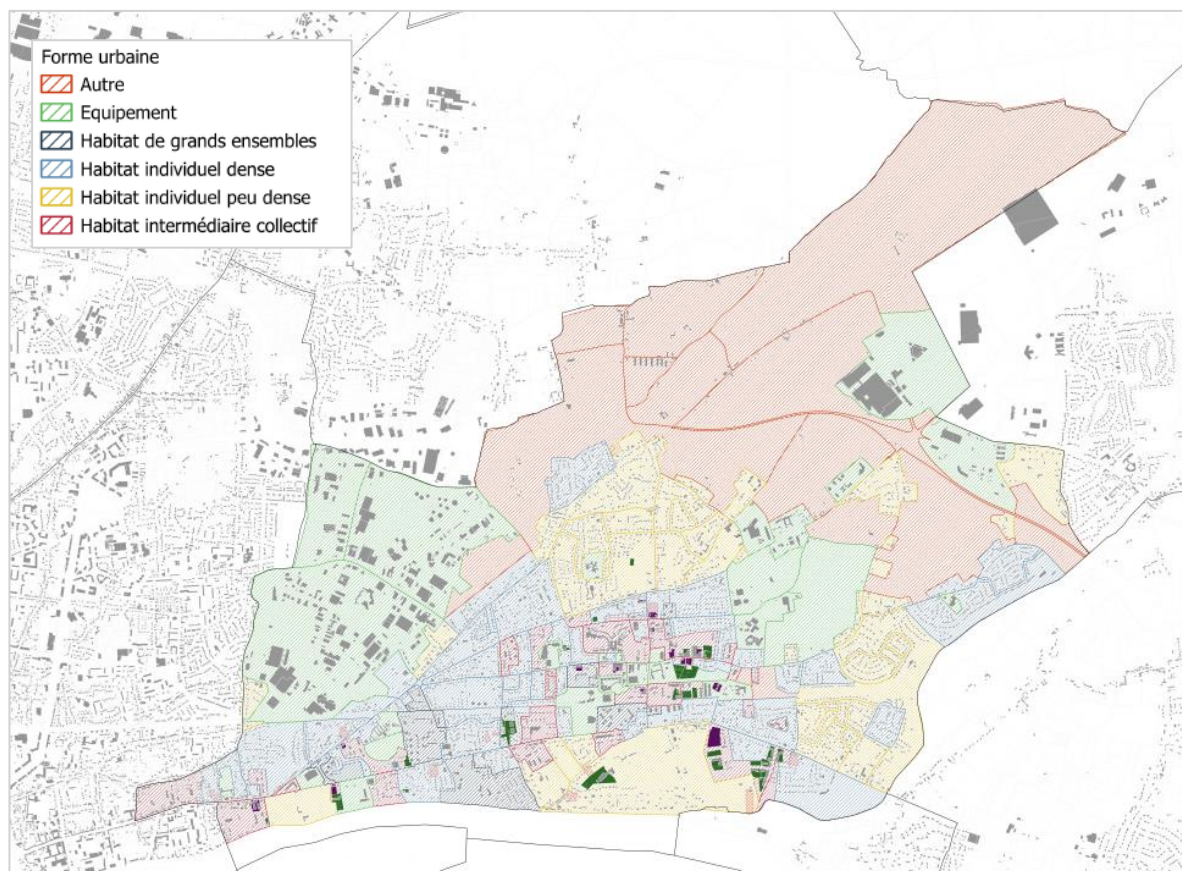 Forme urbaine
Autre
Equipement
Habitat de grands ensembles
Habitat individuel dense
Habitat individuel peu dense
Habitat intermédiaire collectif